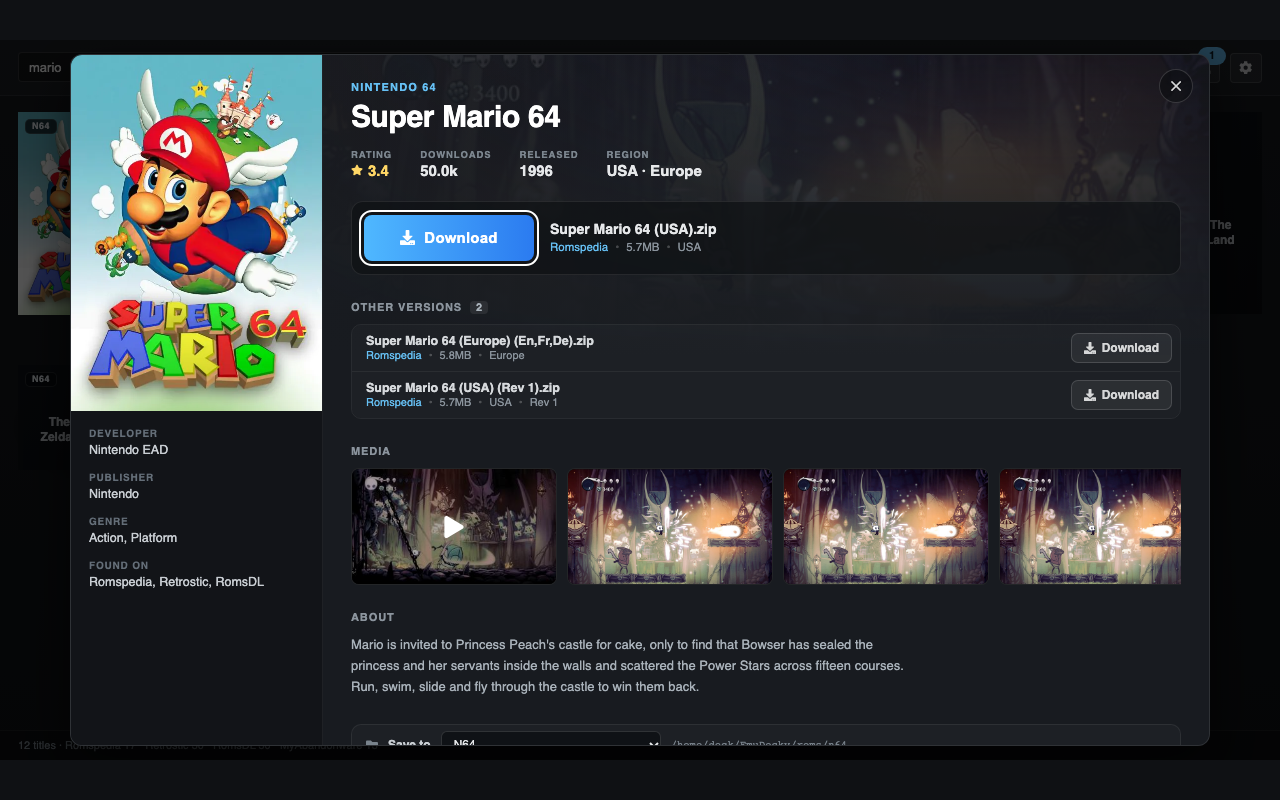 mario
1
N64
NINTENDO 64
3400
Super Mario 64
RATING
DOWNLOADS
RELEASED
REGION
3.4
50.0k
1996
USA · Europe
The
Land
Download
Super Mario 64 (USA).zip
Romspedia • 5.7MB • USA
SUPER
MARIO
64
OTHER VERSIONS 2
Super Mario 64 (Europe) (En,Fr,De).zip
Romspedia • 5.8MB • Europe
Download
Super Mario 64 (USA) (Rev 1).zip
Romspedia • 5.7MB • USA • Rev 1
Download
N64
The
Zelda
DEVELOPER
Nintendo EAD
PUBLISHER
Nintendo
GENRE
Action, Platform
FOUND ON
Romspedia, Retrostic, RomsDL
MEDIA
ABOUT
Mario is invited to Princess Peach's castle for cake, only to find that Bowser has sealed the
princess and her servants inside the walls and scattered the Power Stars across fifteen courses.
Run, swim, slide and fly through the castle to win them back.
Save to
N64
/home/deck/EmuDecky/roms/n64
12 titles